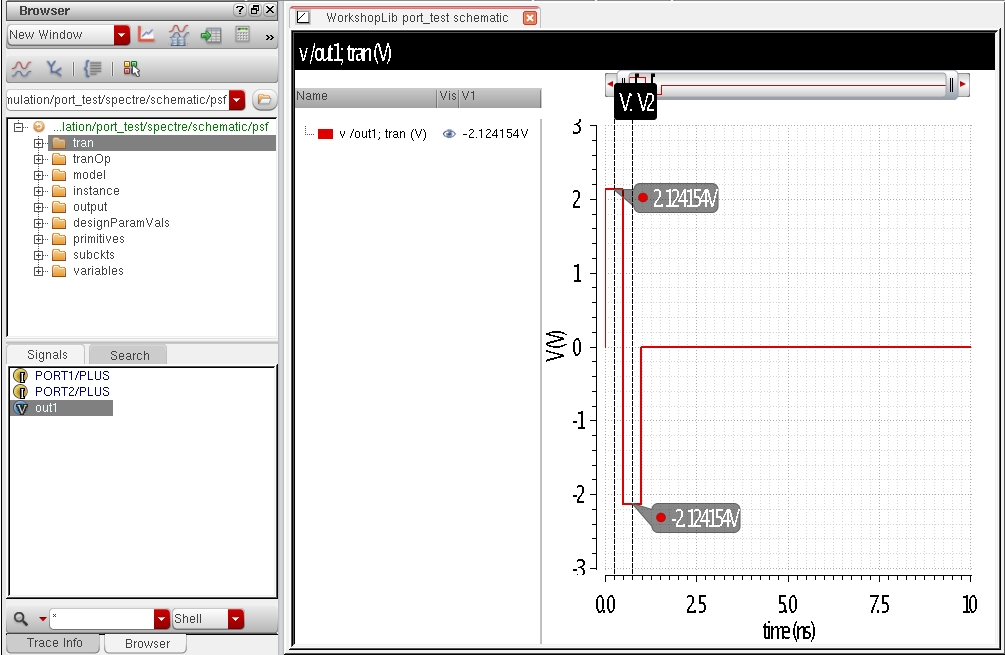 Browser
New Window
»
nulation/port_test/spectre/schematic/psf
...lation/port_test/spectre/schematic/psf
tran
tranOp
model
instance
output
designParamVals
primitives
subckts
variables
Signals
Search
PORT1/PLUS
PORT2/PLUS
out1
*
Shell
Trace Info
Browser
WorkshopLib port_test schematic
v /out1; tran (V)
Name Vis V1
v /out1; tran (V) -2.124154V
V: V2
2.124154V
-2.124154V
V (V)
3
2
1
0
-1
-2
-3
0.0 2.5 5.0 7.5 10
time (ns)